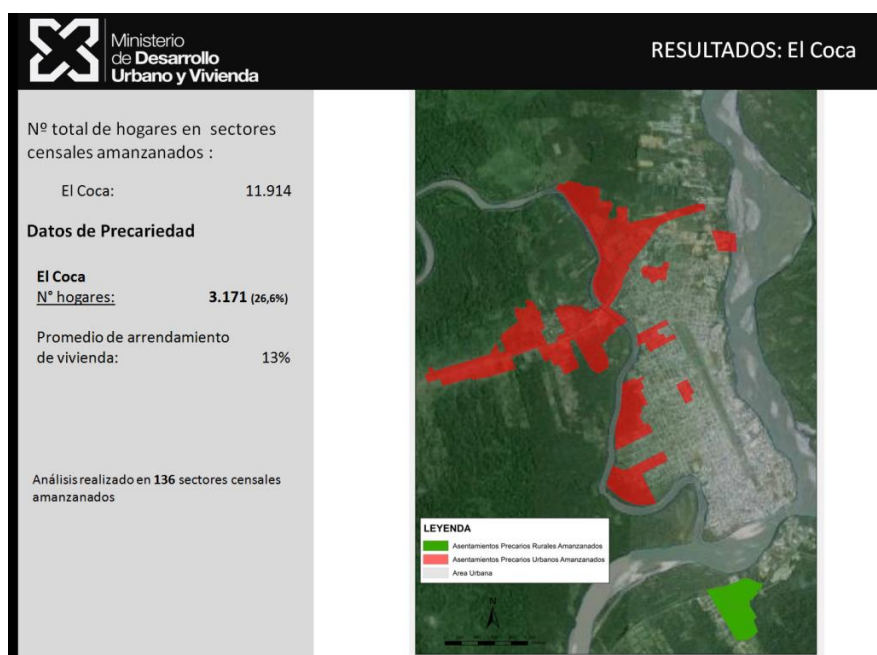 Ministerio
de Desarrollo
Urbano y Vivienda
RESULTADOS: El Coca
Nº total de hogares en sectores
censales amanzanados :
El Coca: 11.914
Datos de Precariedad
El Coca
N° hogares: 3.171 (26,6%)
Promedio de arrendamiento
de vivienda: 13%
Análisis realizado en 136 sectores censales
amanzanados
LEYENDA
Asentamientos Precarios Rurales Amanzanados
Asentamientos Precarios Urbanos Amanzanados
Area Urbana
N